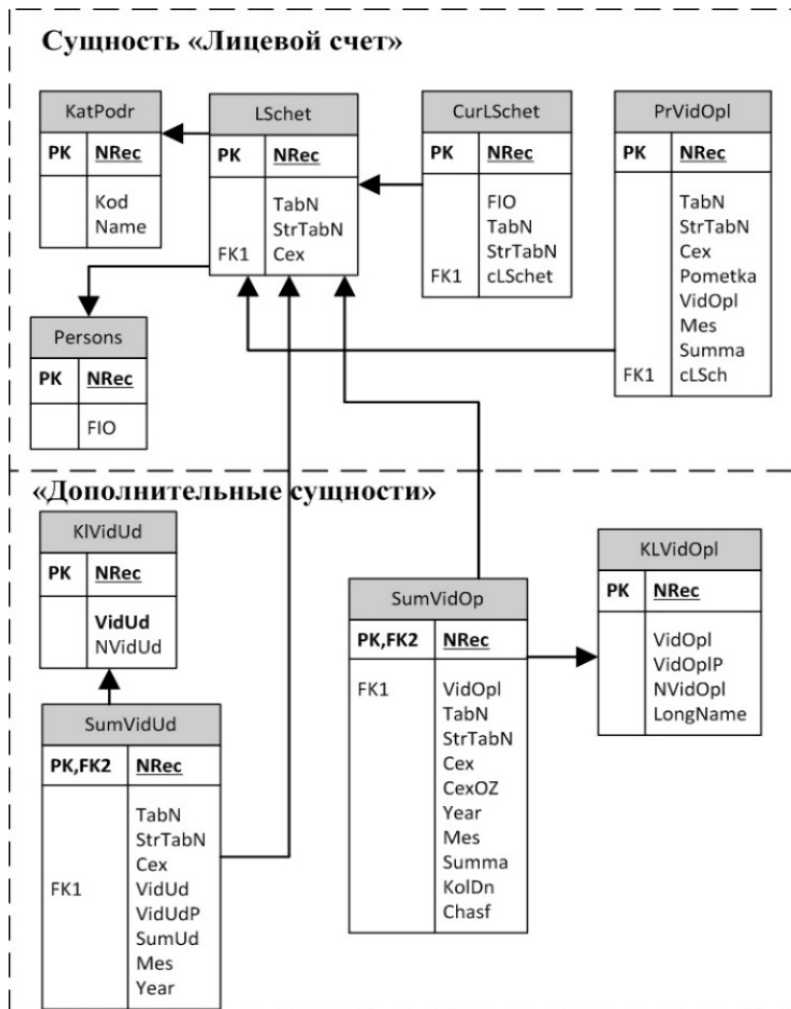 Сущность «Лицевой счет»
KatPodr
PK NRec
Kod
Name
LSchet
PK NRec
TabN
StrTabN
FK1 Cex
CurLSchet
PK NRec
FIO
TabN
StrTabN
FK1 cLSchet
PrVidOpl
PK NRec
TabN
StrTabN
Cex
Pometka
VidOpl
Mes
Summa
FK1 cLSch
Persons
PK NRec
FIO
«Дополнительные сущности»
KlVidUd
PK NRec
VidUd
NVidUd
SumVidOp
PK,FK2 NRec
FK1 VidOpl
TabN
StrTabN
Cex
CexOZ
Year
Mes
Summa
KolDn
Chasf
KLVidOpl
PK NRec
VidOpl
VidOplP
NVidOpl
LongName
SumVidUd
PK,FK2 NRec
TabN
StrTabN
Cex
FK1 VidUd
VidUdP
SumUd
Mes
Year